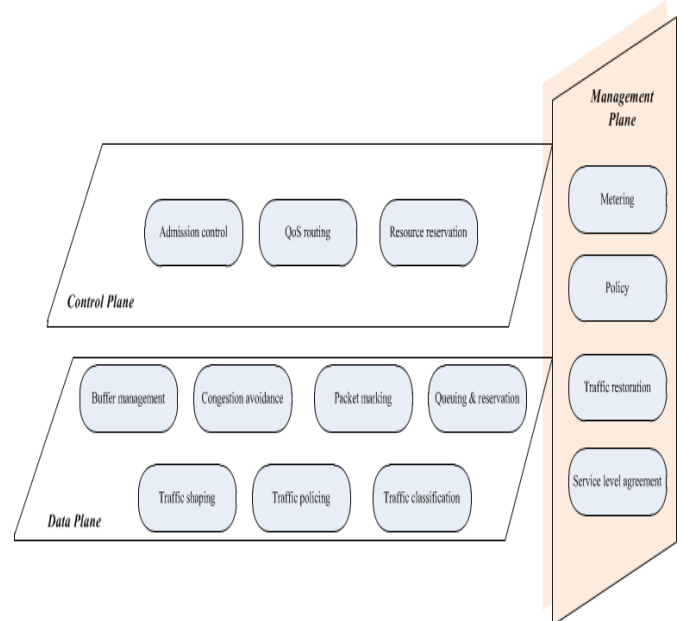 Management
Plane
Metering
Policy
Traffic restoration
Service level agreement
Admission control
QoS routing
Resource reservation
Control Plane
Buffer management
Congestion avoidance
Packet marking
Queuing & reservation
Traffic shaping
Traffic policing
Traffic classification
Data Plane